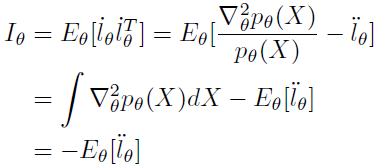 I_θ = E_θ[l̇_θ l̇_θ^T] = E_θ[∇²_θ p_θ(X) / p_θ(X) − l̈_θ]
= ∫ ∇²_θ p_θ(X)dX − E_θ[l̈_θ]
= −E_θ[l̈_θ]